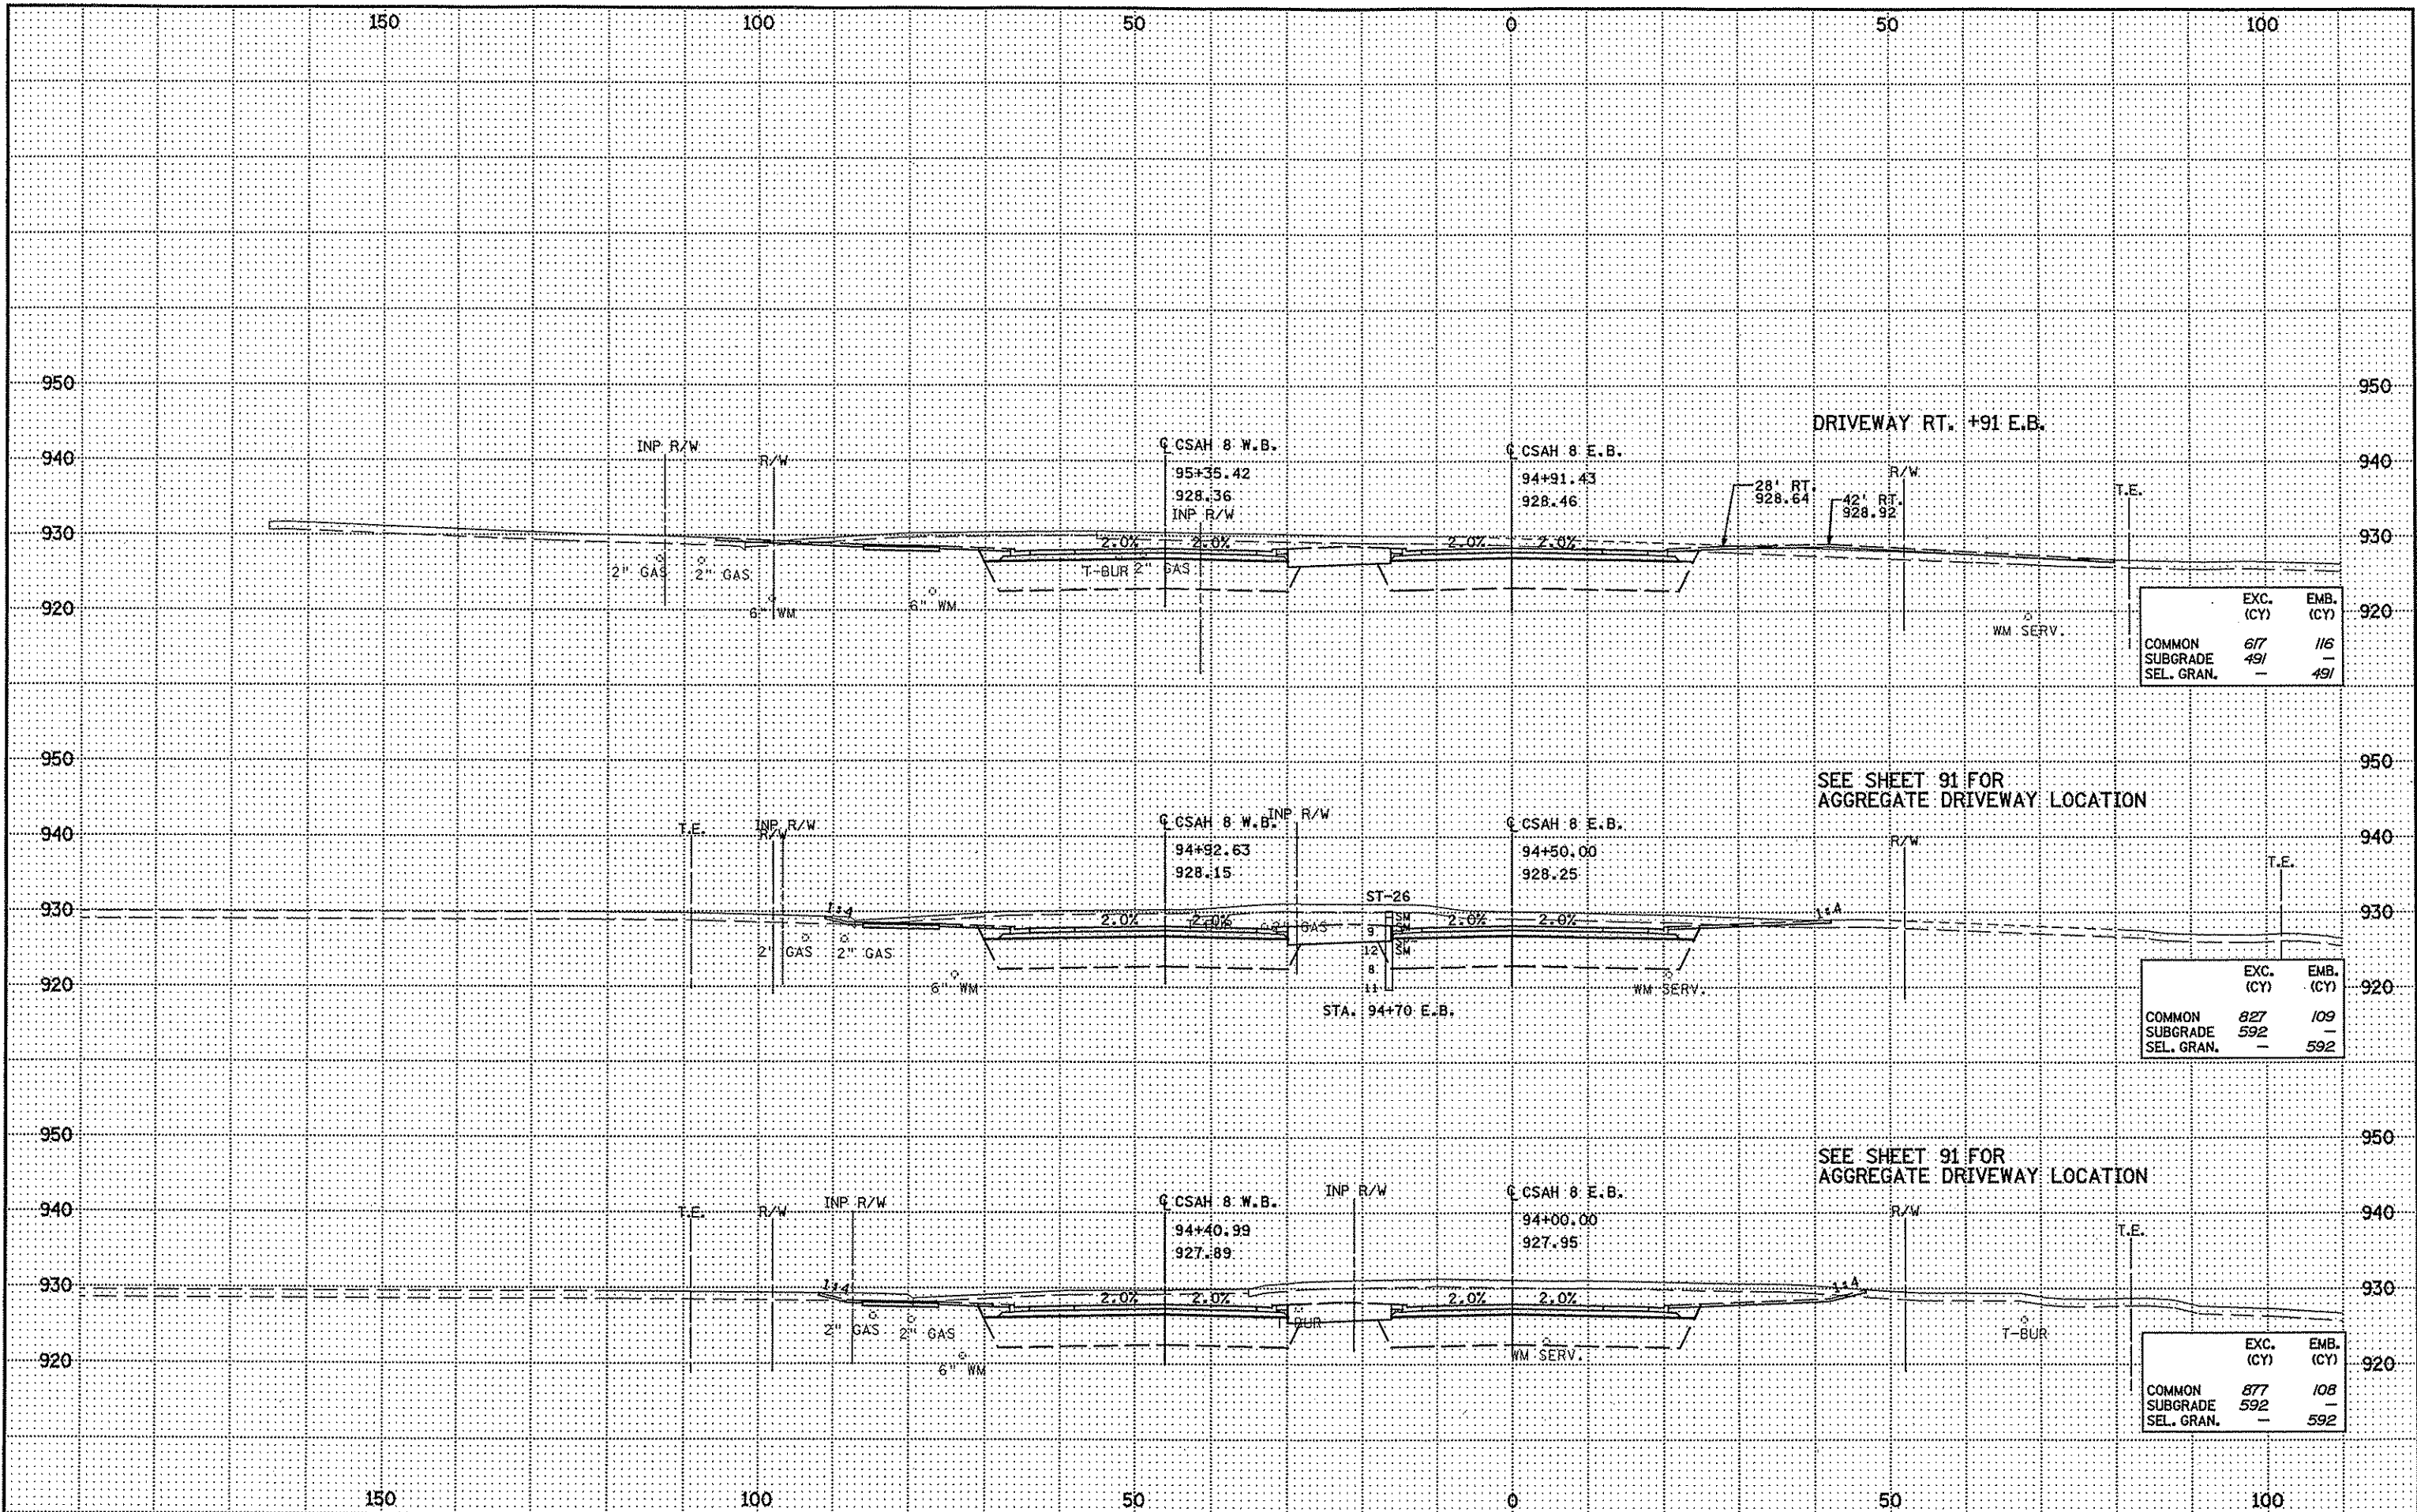 150 100 50 0 50 100
950 950
DRIVEWAY RT. +91 E.B.
INP R/W
R/W
℄ CSAH 8 W.B.
95+35.42
928.36
INP R/W
℄ CSAH 8 E.B.
94+91.43
928.46
28' RT.
928.64
42' RT.
928.92
R/W
T.E.
940 940
930 930
2.0% 2.0% 2.0% 2.0%
2" GAS 2" GAS T-BUR 2" GAS
6" WM 6" WM
WM SERV.
920 920
EXC. EMB.
(CY) (CY)
COMMON 617 116
SUBGRADE 491 —
SEL. GRAN. — 491
950 950
SEE SHEET 91 FOR
AGGREGATE DRIVEWAY LOCATION
T.E.
INP R/W
R/W
℄ CSAH 8 W.B.
94+92.63
928.15
INP R/W
℄ CSAH 8 E.B.
94+50.00
928.25
R/W
T.E.
940 940
ST-26
930 930
1:4 2.0% 2.0% 2.0% 2.0% 1:4
SM
9 SM
12 SM
8
11
2" GAS 2" GAS GAS
6" WM
WM SERV.
920 920
STA. 94+70 E.B.
EXC. EMB.
(CY) (CY)
COMMON 827 109
SUBGRADE 592 —
SEL. GRAN. — 592
950 950
SEE SHEET 91 FOR
AGGREGATE DRIVEWAY LOCATION
T.E.
R/W
INP R/W
℄ CSAH 8 W.B.
94+40.99
927.89
INP R/W
℄ CSAH 8 E.B.
94+00.00
927.95
R/W
T.E.
940 940
930 930
1:4 2.0% 2.0% 2.0% 2.0% 1:4
2" GAS 2" GAS BUR T-BUR
6" WM
WM SERV.
920 920
EXC. EMB.
(CY) (CY)
COMMON 877 108
SUBGRADE 592 —
SEL. GRAN. — 592
150 100 50 0 50 100